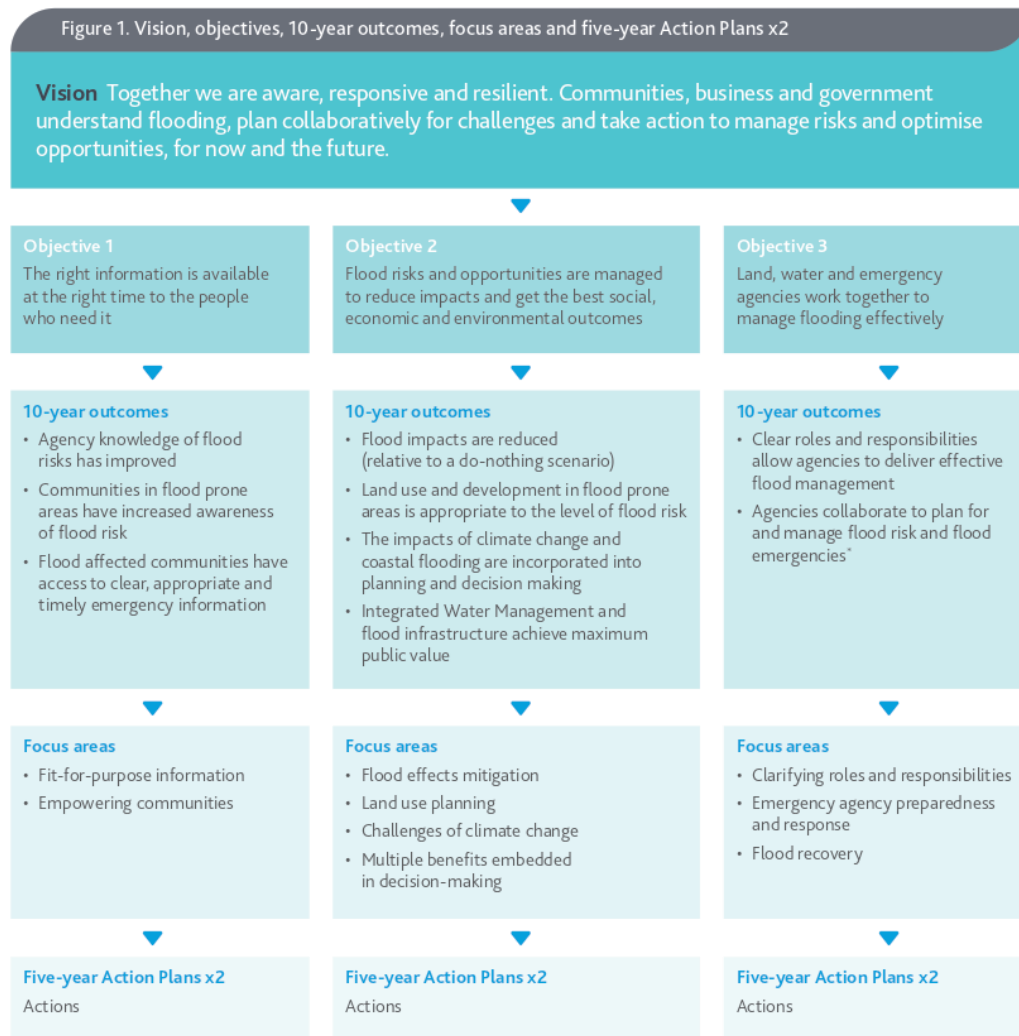 Figure 1. Vision, objectives, 10-year outcomes, focus areas and five-year Action Plans x2
Vision Together we are aware, responsive and resilient. Communities, business and government
understand flooding, plan collaboratively for challenges and take action to manage risks and optimise
opportunities, for now and the future.
Objective 1
The right information is available
at the right time to the people
who need it
Objective 2
Flood risks and opportunities are managed
to reduce impacts and get the best social,
economic and environmental outcomes
Objective 3
Land, water and emergency
agencies work together to
manage flooding effectively
10-year outcomes
• Agency knowledge of flood
risks has improved
• Communities in flood prone
areas have increased awareness
of flood risk
• Flood affected communities have
access to clear, appropriate and
timely emergency information
10-year outcomes
• Flood impacts are reduced
(relative to a do-nothing scenario)
• Land use and development in flood prone
areas is appropriate to the level of flood risk
• The impacts of climate change and
coastal flooding are incorporated into
planning and decision making
• Integrated Water Management and
flood infrastructure achieve maximum
public value
10-year outcomes
• Clear roles and responsibilities
allow agencies to deliver effective
flood management
• Agencies collaborate to plan for
and manage flood risk and flood
emergencies*
Focus areas
• Fit-for-purpose information
• Empowering communities
Focus areas
• Flood effects mitigation
• Land use planning
• Challenges of climate change
• Multiple benefits embedded
in decision-making
Focus areas
• Clarifying roles and responsibilities
• Emergency agency preparedness
and response
• Flood recovery
Five-year Action Plans x2
Actions
Five-year Action Plans x2
Actions
Five-year Action Plans x2
Actions